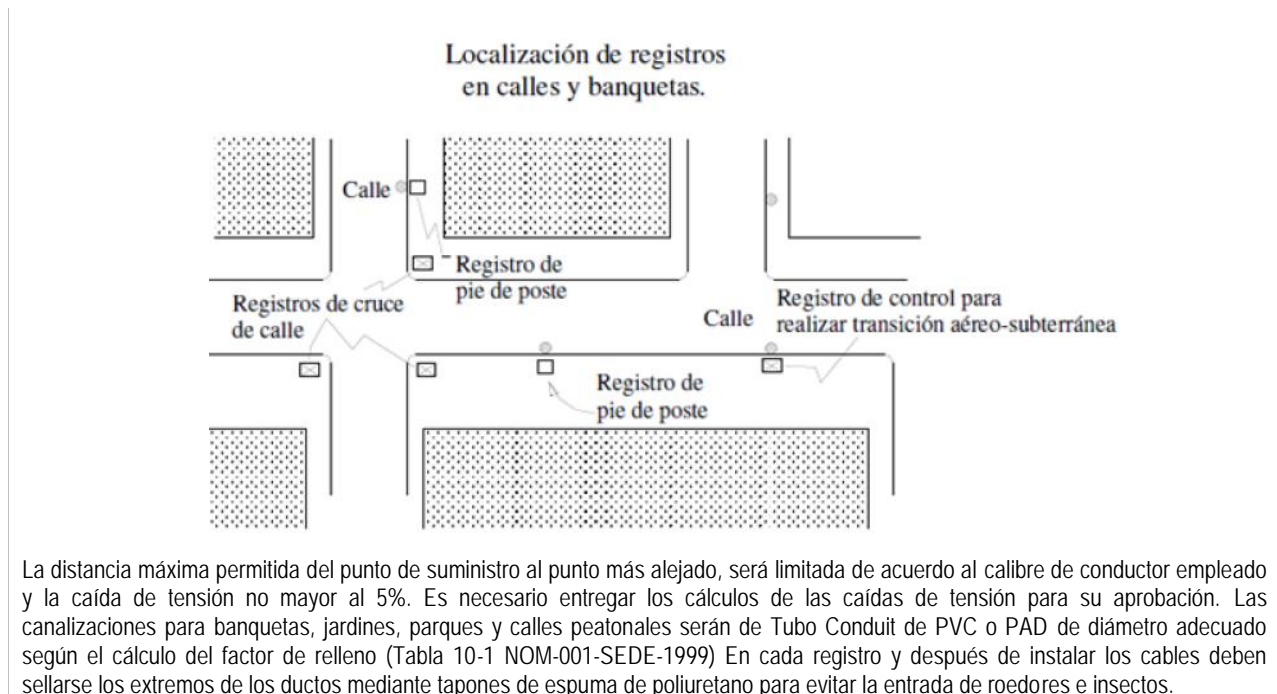 Localización de registros
en calles y banquetas.
Calle
Registro de
pie de poste
Registros de cruce
de calle
Calle
Registro de control para
realizar transición aéreo-subterránea
Registro de
pie de poste
La distancia máxima permitida del punto de suministro al punto más alejado, será limitada de acuerdo al calibre de conductor empleado
y la caída de tensión no mayor al 5%. Es necesario entregar los cálculos de las caídas de tensión para su aprobación. Las
canalizaciones para banquetas, jardines, parques y calles peatonales serán de Tubo Conduit de PVC o PAD de diámetro adecuado
según el cálculo del factor de relleno (Tabla 10-1 NOM-001-SEDE-1999) En cada registro y después de instalar los cables deben
sellarse los extremos de los ductos mediante tapones de espuma de poliuretano para evitar la entrada de roedores e insectos.